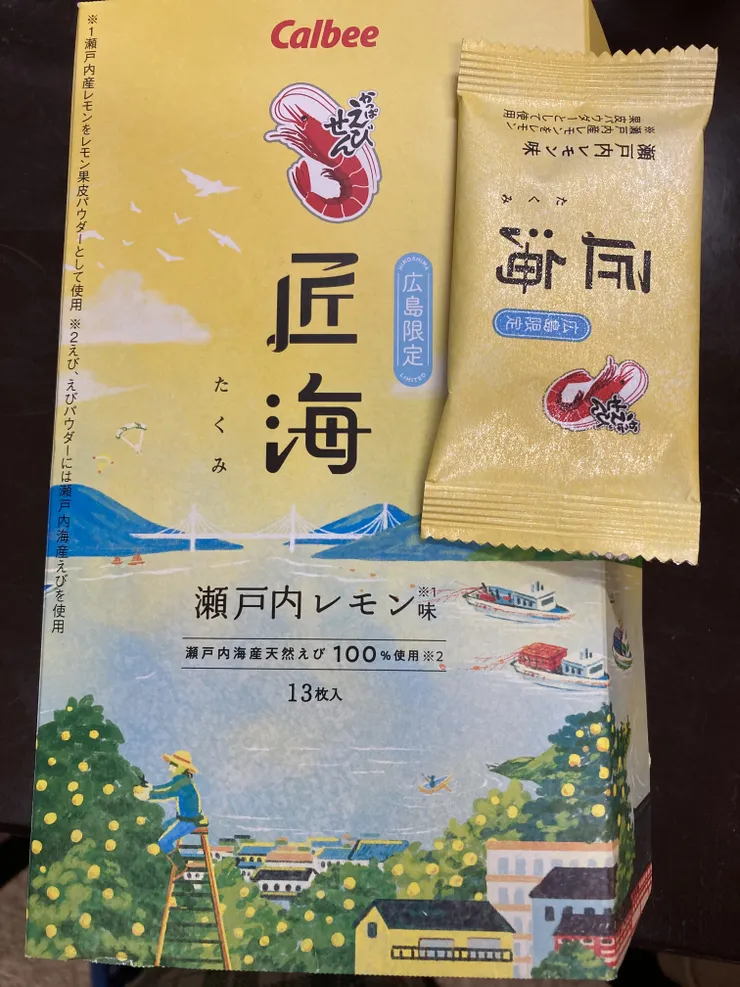 Calbee
かっぱ
えび
せん
匠海
たくみ
HIROSHIMA
広島限定
LIMITED
瀬戸内レモン※1味
瀬戸内海産天然えび100%使用※2
13枚入
※1瀬戸内産レモンをレモン果皮パウダーとして使用 ※2えび、えびパウダーには瀬戸内海産えびを使用
かっぱ
えび
せん
広島限定
匠海
たくみ
瀬戸内レモン味
※瀬戸内産レモンをレモン
果皮パウダーとして使用